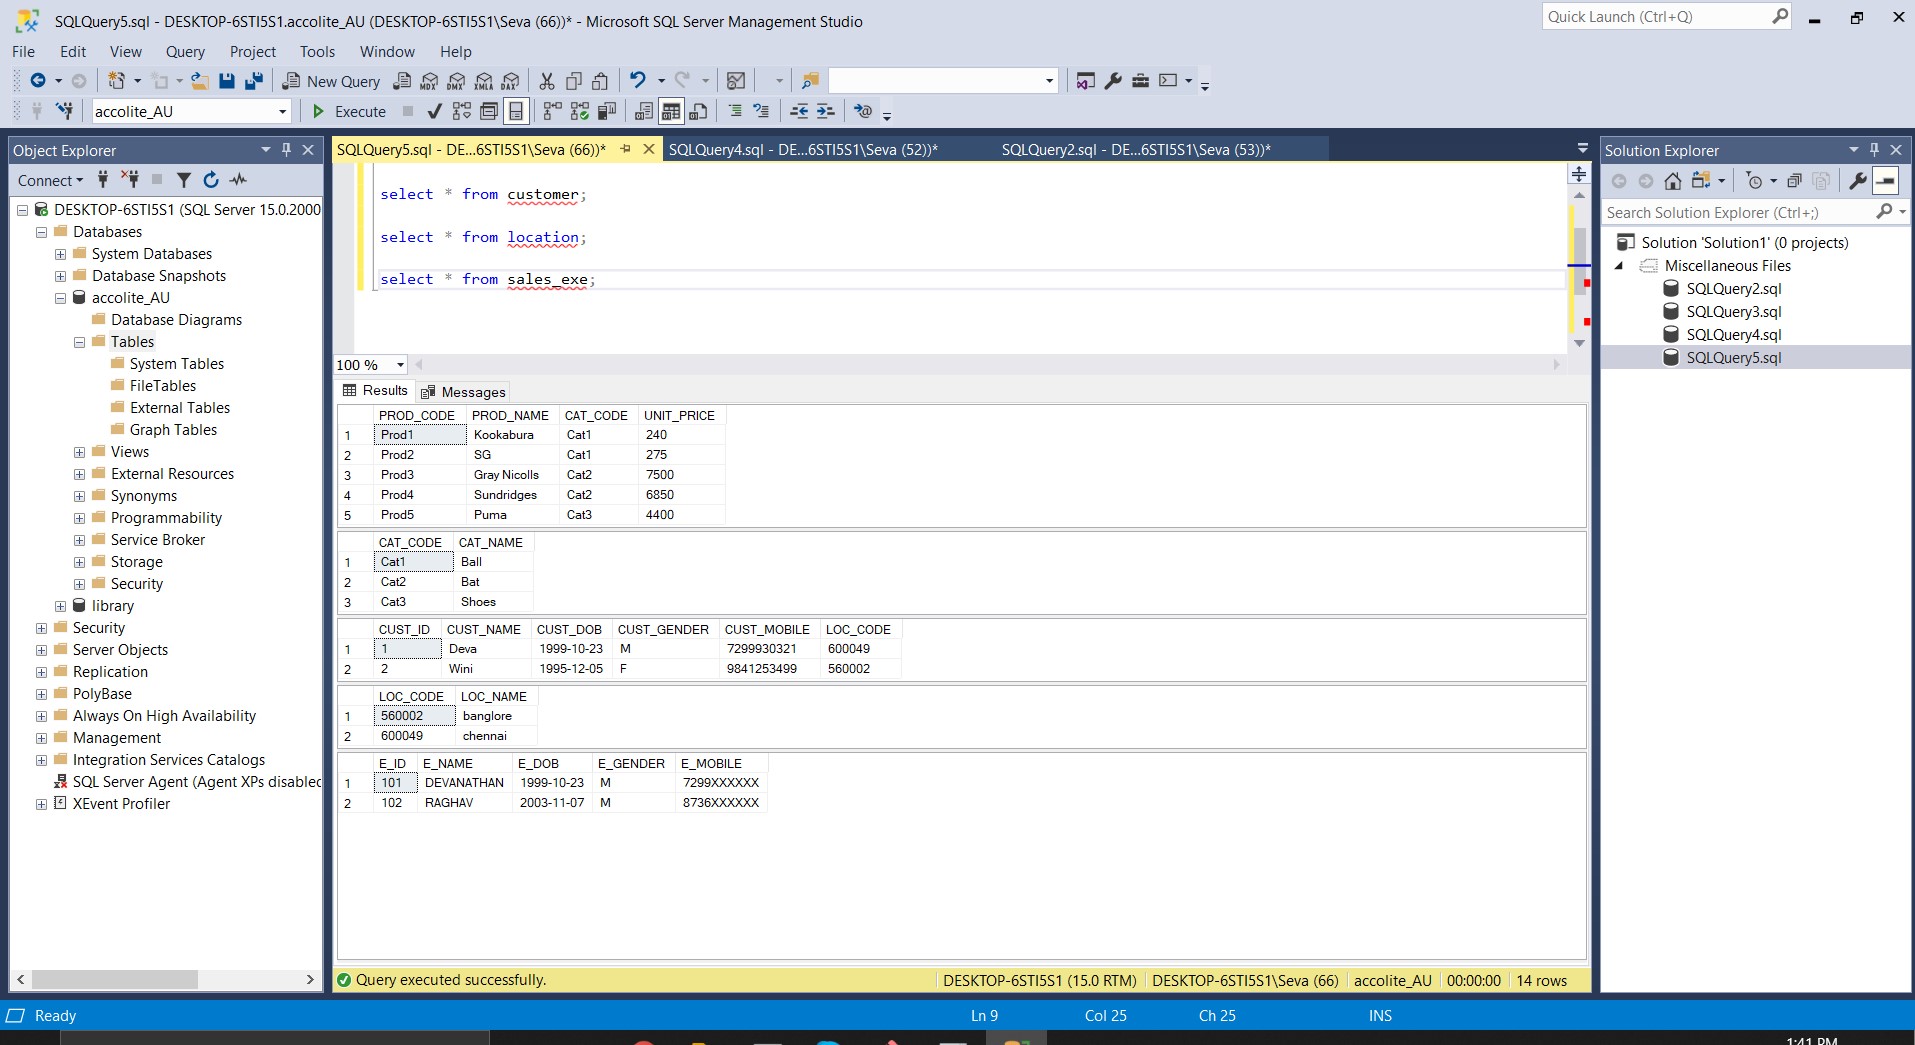 SQLQuery5.sql - DESKTOP-6STI5S1.accolite_AU (DESKTOP-6STI5S1\Seva (66))* - Microsoft SQL Server Management Studio
Quick Launch (Ctrl+Q)
File Edit View Query Project Tools Window Help
New Query MDX DMX XMLA DAX
accolite_AU Execute
Object Explorer
Connect
DESKTOP-6STI5S1 (SQL Server 15.0.2000
Databases
System Databases
Database Snapshots
accolite_AU
Database Diagrams
Tables
System Tables
FileTables
External Tables
Graph Tables
Views
External Resources
Synonyms
Programmability
Service Broker
Storage
Security
library
Security
Server Objects
Replication
PolyBase
Always On High Availability
Management
Integration Services Catalogs
SQL Server Agent (Agent XPs disabled
XEvent Profiler
SQLQuery5.sql - DE...6STI5S1\Seva (66))* SQLQuery4.sql - DE...6STI5S1\Seva (52))* SQLQuery2.sql - DE...6STI5S1\Seva (53))*
select * from customer;
select * from location;
select * from sales_exe;
100 %
Results Messages
PROD_CODE PROD_NAME CAT_CODE UNIT_PRICE
1 Prod1 Kookabura Cat1 240
2 Prod2 SG Cat1 275
3 Prod3 Gray Nicolls Cat2 7500
4 Prod4 Sundridges Cat2 6850
5 Prod5 Puma Cat3 4400
CAT_CODE CAT_NAME
1 Cat1 Ball
2 Cat2 Bat
3 Cat3 Shoes
CUST_ID CUST_NAME CUST_DOB CUST_GENDER CUST_MOBILE LOC_CODE
1 1 Deva 1999-10-23 M 7299930321 600049
2 2 Wini 1995-12-05 F 9841253499 560002
LOC_CODE LOC_NAME
1 560002 banglore
2 600049 chennai
E_ID E_NAME E_DOB E_GENDER E_MOBILE
1 101 DEVANATHAN 1999-10-23 M 7299XXXXXX
2 102 RAGHAV 2003-11-07 M 8736XXXXXX
Query executed successfully. DESKTOP-6STI5S1 (15.0 RTM) DESKTOP-6STI5S1\Seva (66) accolite_AU 00:00:00 14 rows
Solution Explorer
Search Solution Explorer (Ctrl+;)
Solution 'Solution1' (0 projects)
Miscellaneous Files
SQLQuery2.sql
SQLQuery3.sql
SQLQuery4.sql
SQLQuery5.sql
Ready Ln 9 Col 25 Ch 25 INS
1:41 PM